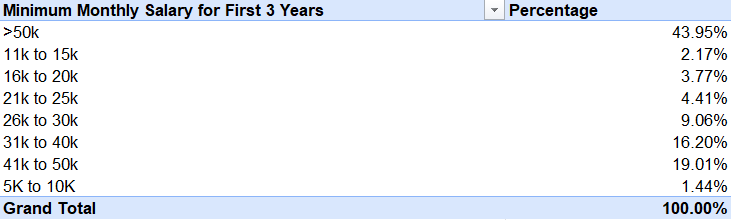 Minimum Monthly Salary for First 3 Years Percentage
>50k 43.95%
11k to 15k 2.17%
16k to 20k 3.77%
21k to 25k 4.41%
26k to 30k 9.06%
31k to 40k 16.20%
41k to 50k 19.01%
5K to 10K 1.44%
Grand Total 100.00%